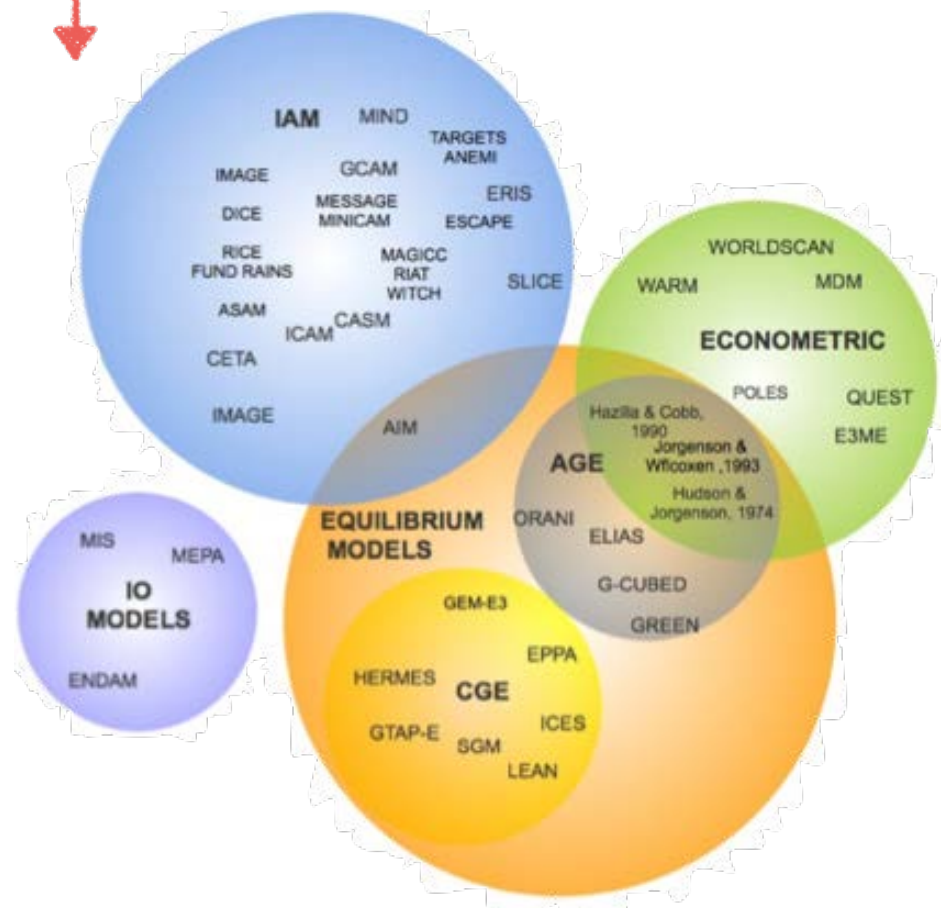 IAM
MIND
TARGETS
ANEMI
GCAM
IMAGE
ERIS
MESSAGE
MINICAM
DICE
ESCAPE
RICE
FUND RAINS
MAGICC
RIAT
WITCH
SLICE
ASAM
CASM
ICAM
CETA
IMAGE
AIM
WORLDSCAN
WARM
MDM
ECONOMETRIC
POLES
QUEST
E3ME
Hazilla & Cobb,
1990
Jorgenson &
Wflcoxen ,1993
AGE
Hudson &
Jorgenson, 1974
EQUILIBRIUM
MODELS
ORANI
ELIAS
G-CUBED
GREEN
MIS
MEPA
IO
MODELS
ENDAM
GEM-E3
EPPA
HERMES
CGE
GTAP-E
SGM
ICES
LEAN